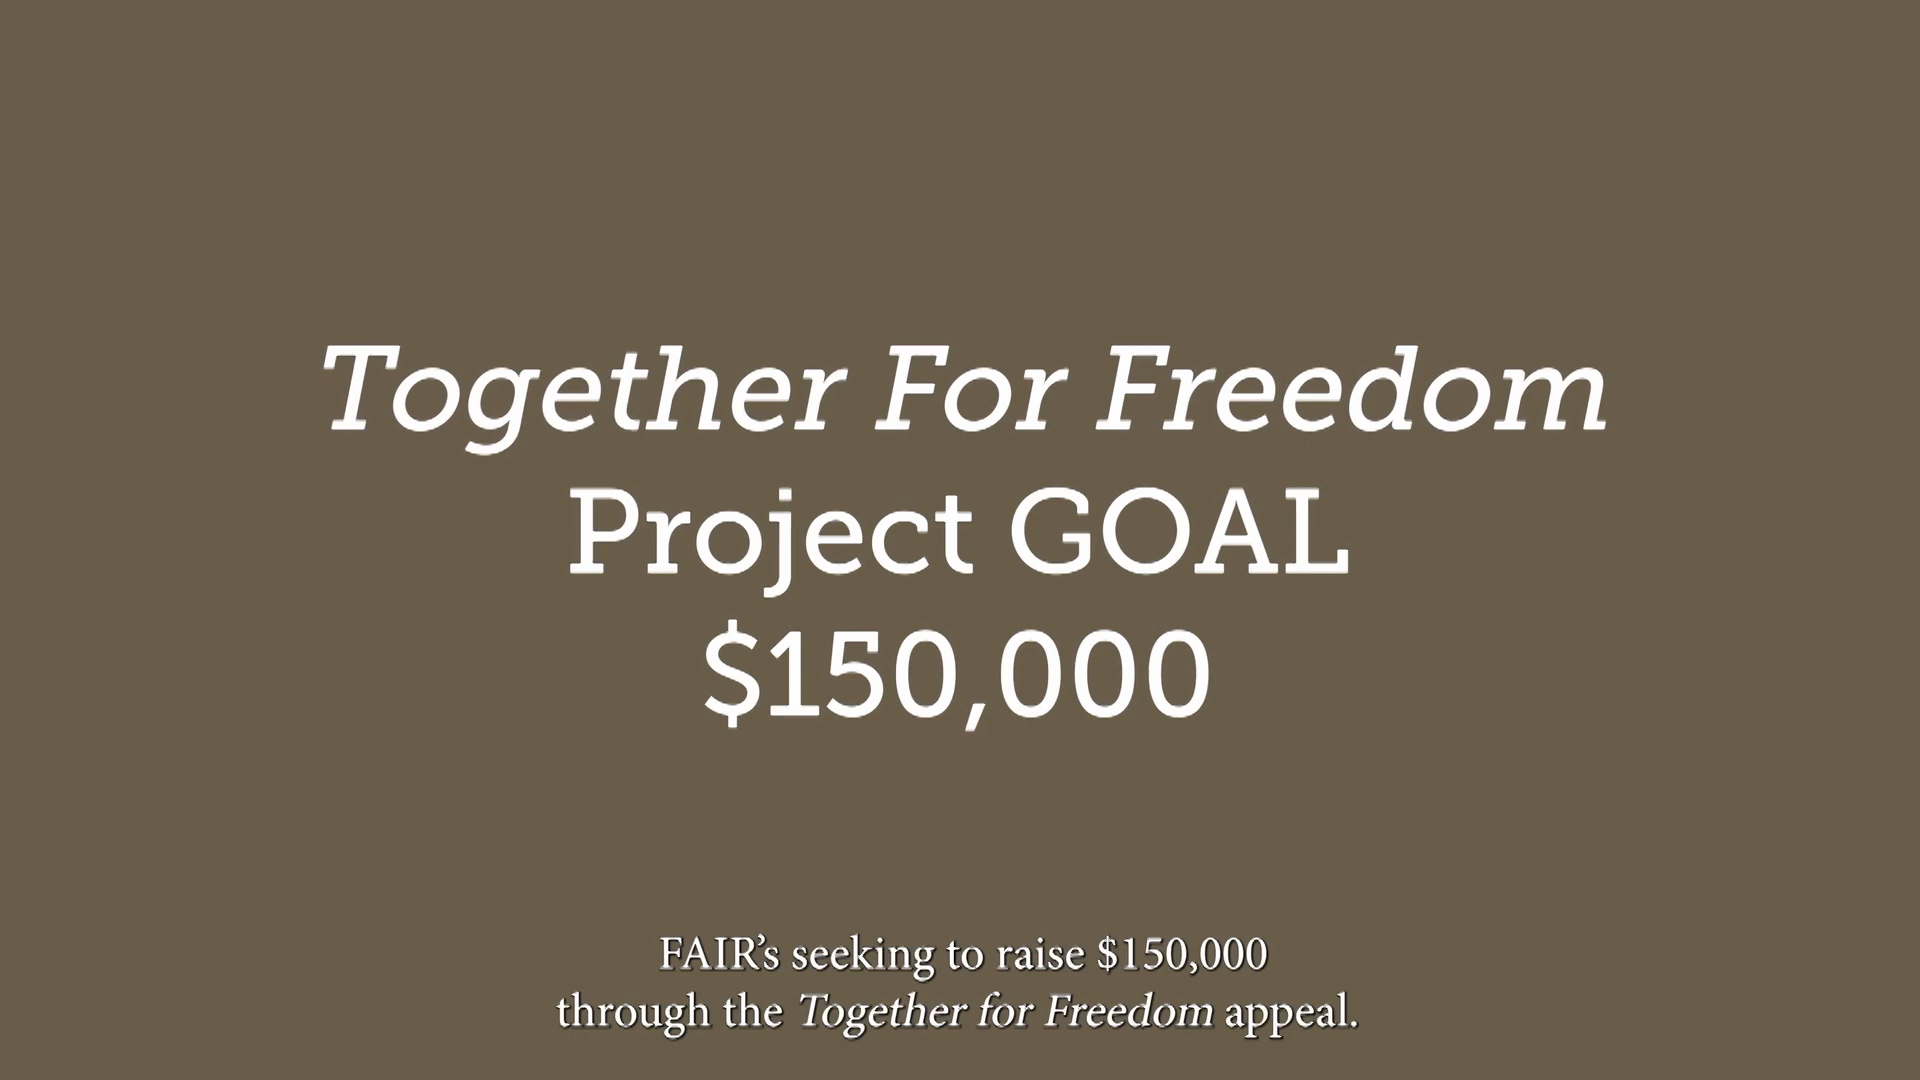 Together For Freedom
Project GOAL
$150,000
FAIR’s seeking to raise $150,000
through the Together for Freedom appeal.